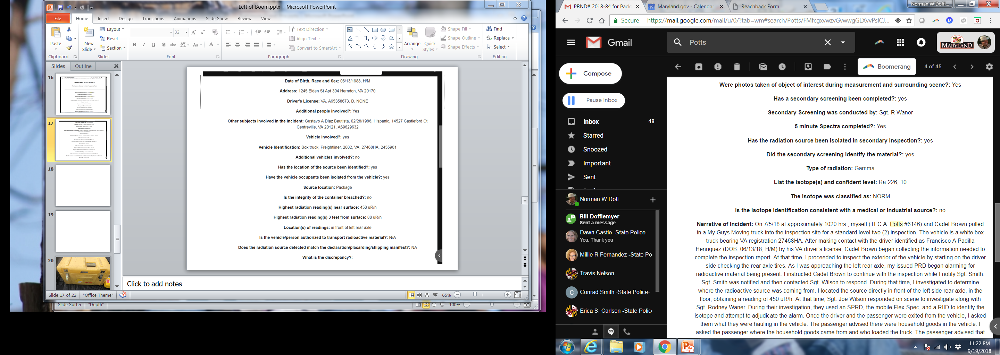 Left of Boom.pptx - Microsoft PowerPoint
File Home Insert Design Transitions Animations Slide Show Review View
Paste
Clipboard
New Slide
Layout
Reset
Section
Slides
32
Font
Paragraph
Text Direction
Align Text
Convert to SmartArt
Arrange
Quick Styles
Shape Fill
Shape Outline
Shape Effects
Drawing
Find
Replace
Select
Editing
Slides Outline
16
MARYLAND STATE POLICE
17
18
19
20
Date of Birth, Race and Sex: 06/13/1988, H/M
Address: 1245 Elden St Apt 304 Herndon, VA 20170
Driver's License: VA, A65358673, D, NONE
Additional people involved?: Yes
Other subjects involved in the incident: Gustavo A Diaz Bautista, 02/28/1986, Hispanic, 14527 Castleford Ct
Centreville, VA 20121, A69629632
Vehicle Involved?: yes
Vehicle Identification: Box truck, Freightliner, 2002, VA, 27468HA, 2455961
Additional vehicles involved?: no
Has the location of the source been identified?: yes
Have the vehicle occupants been isolated from the vehicle?: yes
Source location: Package
Is the integrity of the container breached?: no
Highest radiation reading(s) near surface: 450 uR/h
Highest radiation reading(s) 3 feet from surface: 80 uR/h
Location(s) of readings: in front of left rear axle
Is the vehicle/person authorized to transport radioactive material?: N/A
Does the radiation source detected match the declaration/placarding/shipping manifest?: NA
What is the discrepancy?:
Click to add notes
Slide 17 of 22 "Office Theme" 65%
Slide Sorter "Depth" 100%
PRND# 2018-84 for Pack
Maryland.gov - Calendar
Reachback Form
Norman W Doffl...
Secure https://mail.google.com/mail/u/0/?tab=wm#search/Potts/FMfcgxvwzvGvwwgGLXvvPslCJ...
Gmail
Potts
MARYLAND
Compose
Boomerang
4 of 45
Pause Inbox
Inbox 48
Starred
Snoozed
Important
Sent
Norman W Doff
Bill Dofflemyer
Sent a message
Dawn Castle -State Police-
You: Thank you
Millie R Fernandez -State Po
Travis Nelson
C Conrad Smith -State Police-
Erica S. Carlson -State Polic
Were photos taken of object of interest during measurement and surrounding scene?: Yes
Has a secondary screening been completed?: yes
Secondary Screening was conducted by: Sgt. R Waner
5 minute Spectra completed?: Yes
Has the radiation source been isolated in secondary inspection?: yes
Did the secondary screening identify the material?: yes
Type of radiation: Gamma
List the isotope(s) and confident level: Ra-226, 10
The isotope was classified as: NORM
Is the isotope identification consistent with a medical or industrial source?: no
Narrative of Incident: On 7/5/18 at approximately 1020 hrs., myself (TFC A. Potts #6146) and Cadet Brown pulled
in a My Guys Moving truck into the inspection site for a standard level two (2) inspection. The vehicle is a white box
truck bearing VA registration 27468HA. After making contact with the driver identified as Francisco A Padilla
Henriquez (DOB: 06/13/18, H/M) by his VA driver's license, Cadet Brown began collecting the information needed to
complete the inspection report. At that time, I proceeded to inspect the exterior of the vehicle by starting on the driver
side checking the rear axle tires. As I was approaching the left rear axle, my issued PRD began alarming for
radioactive material being present. I instructed Cadet Brown to continue with the inspection while I notify Sgt. Smith.
Sgt. Smith was notified and then contacted Sgt. Wilson to respond. During that time, I investigated to determine
where the radioactive source was coming from. I located the source directly in front of the left side rear axle, in the
floor, obtaining a reading of 450 uR/h. At that time, Sgt. Joe Wilson responded on scene to investigate along with
Sgt. Rodney Waner. During their investigation, they used an SPRD, the mobile Flex-Spec, and a RIID to identify the
isotope and attempt to adjudicate the alarm. Once the driver and the passenger were exited from the vehicle, I asked
them what they were hauling in the vehicle. The passenger advised there were household goods in the vehicle. I
asked the passenger where the household goods came from and who loaded the truck. The passenger advised that
11:22 PM
9/19/2018